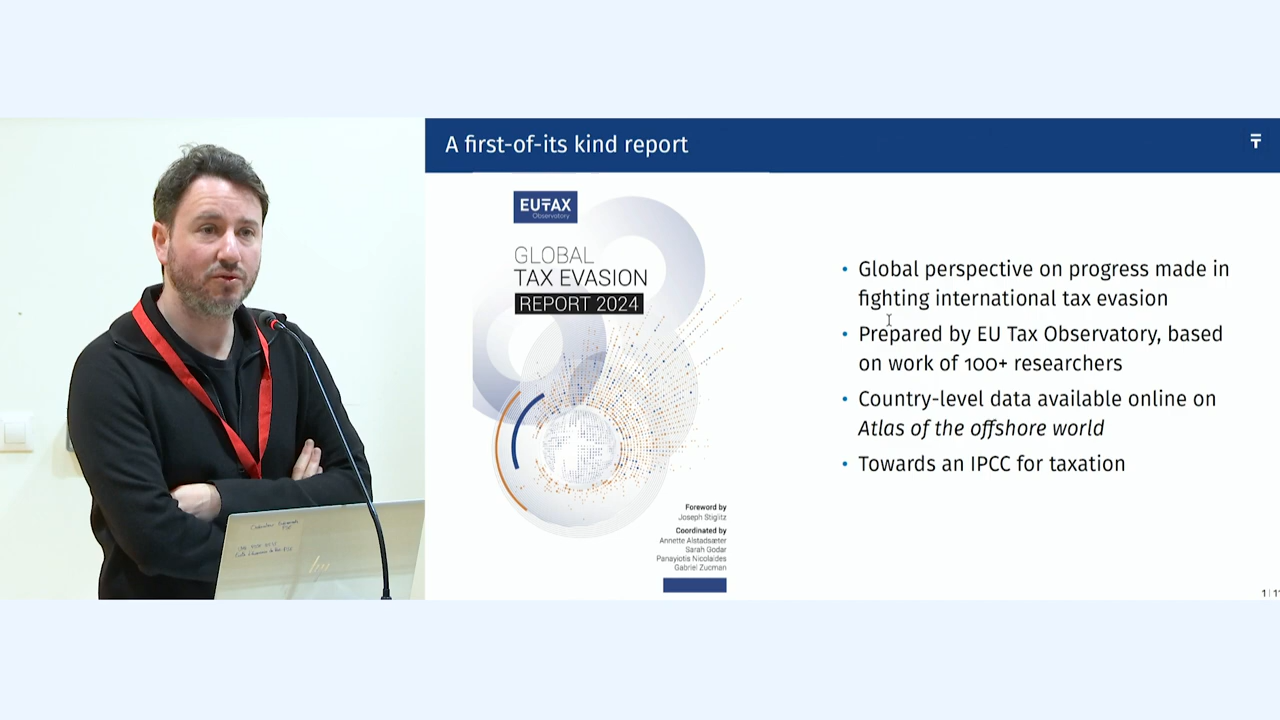 A first-of-its kind report
EUTAX
Observatory
GLOBAL
TAX EVASION
REPORT 2024
Foreword by
Joseph Stiglitz
Coordinated by
Annette Alstadsæter
Sarah Godar
Panayiotis Nicolaides
Gabriel Zucman
• Global perspective on progress made in
fighting international tax evasion
• Prepared by EU Tax Observatory, based
on work of 100+ researchers
• Country-level data available online on
Atlas of the offshore world
• Towards an IPCC for taxation
hp